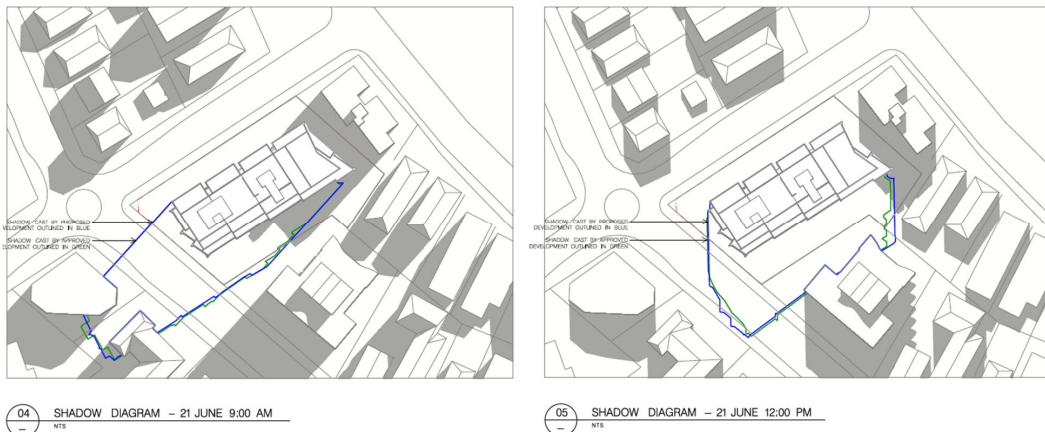 SHADOW CAST BY PROPOSED
DEVELOPMENT OUTLINED IN BLUE
SHADOW CAST BY APPROVED
DEVELOPMENT OUTLINED IN GREEN
04
SHADOW DIAGRAM – 21 JUNE 9:00 AM
–
NTS
SHADOW CAST BY PROPOSED
DEVELOPMENT OUTLINED IN BLUE
SHADOW CAST BY APPROVED
DEVELOPMENT OUTLINED IN GREEN
05
SHADOW DIAGRAM – 21 JUNE 12:00 PM
–
NTS